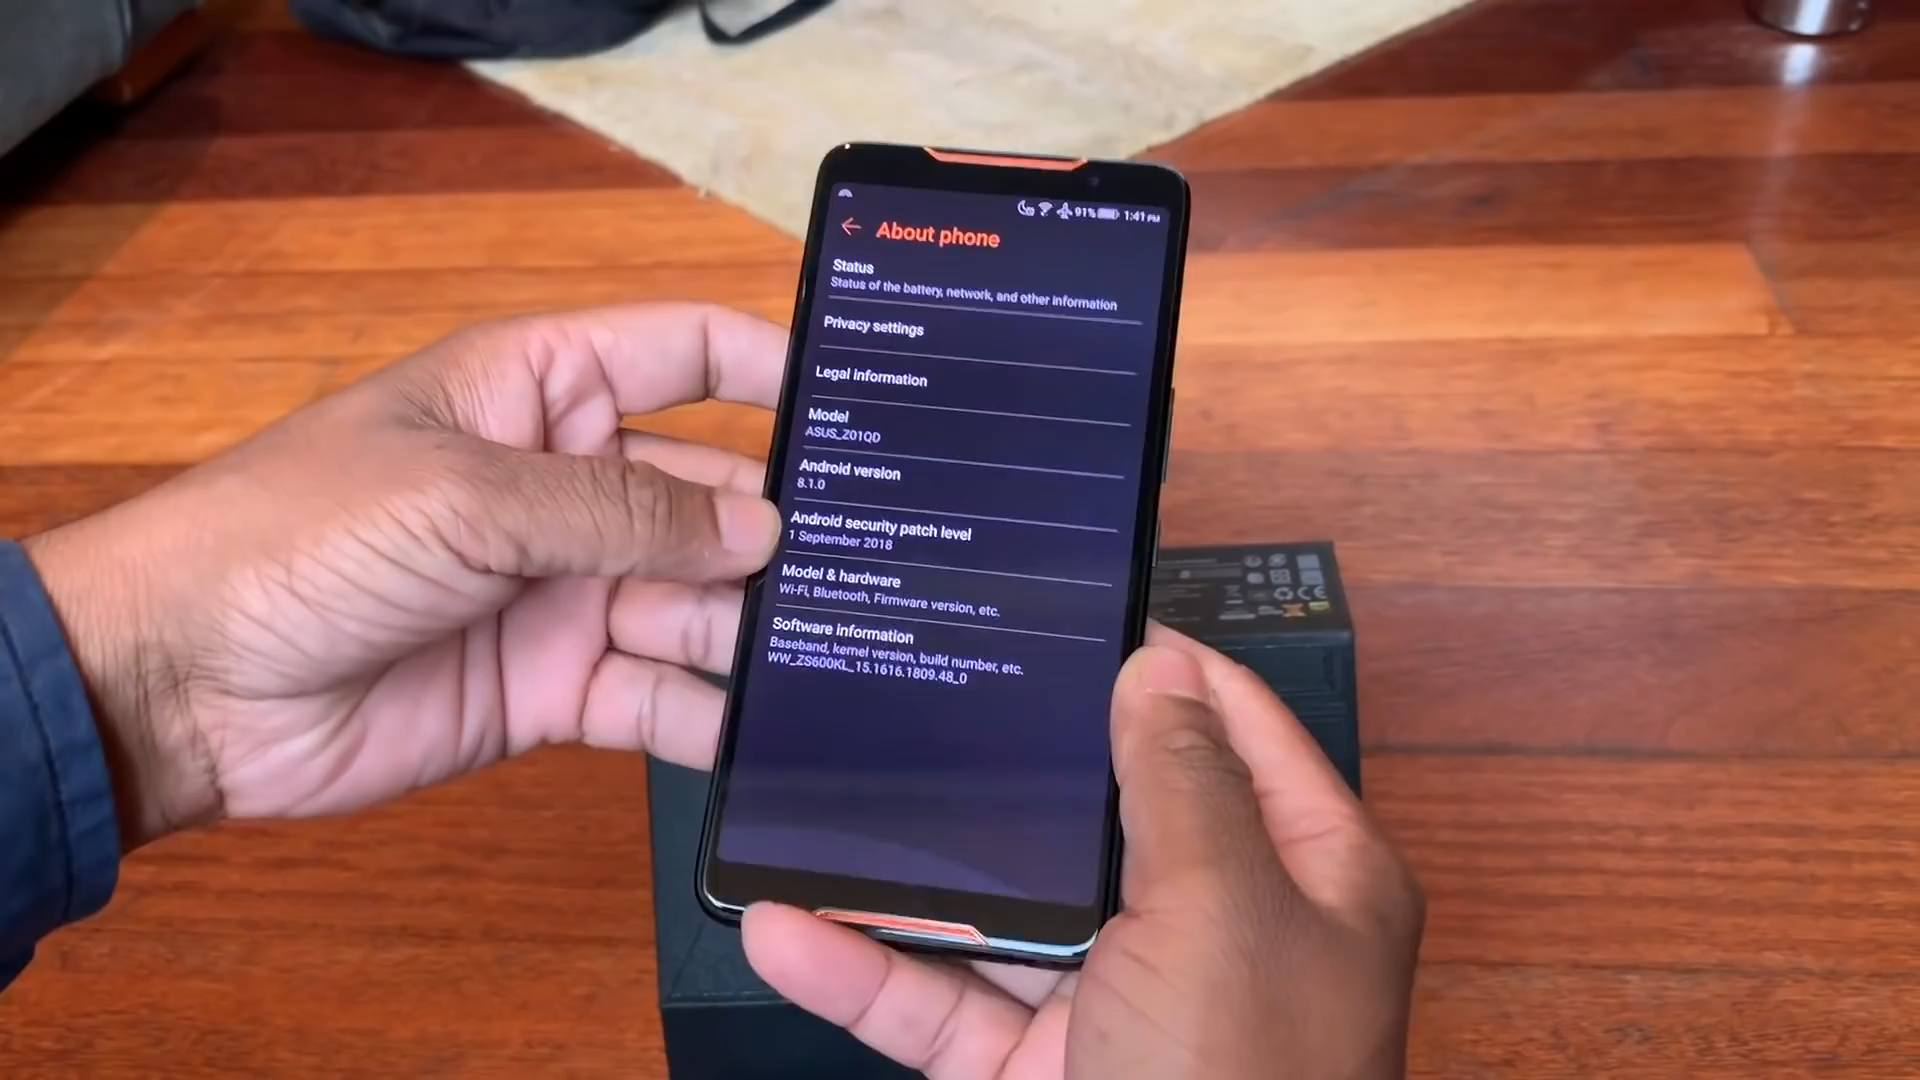 91% 1:41 PM
About phone
Status
Status of the battery, network, and other information
Privacy settings
Legal information
Model
ASUS_Z01QD
Android version
8.1.0
Android security patch level
1 September 2018
Model & hardware
Wi-Fi, Bluetooth, Firmware version, etc.
Software information
Baseband, kernel version, build number, etc.
WW_ZS600KL_15.1616.1809.48_0